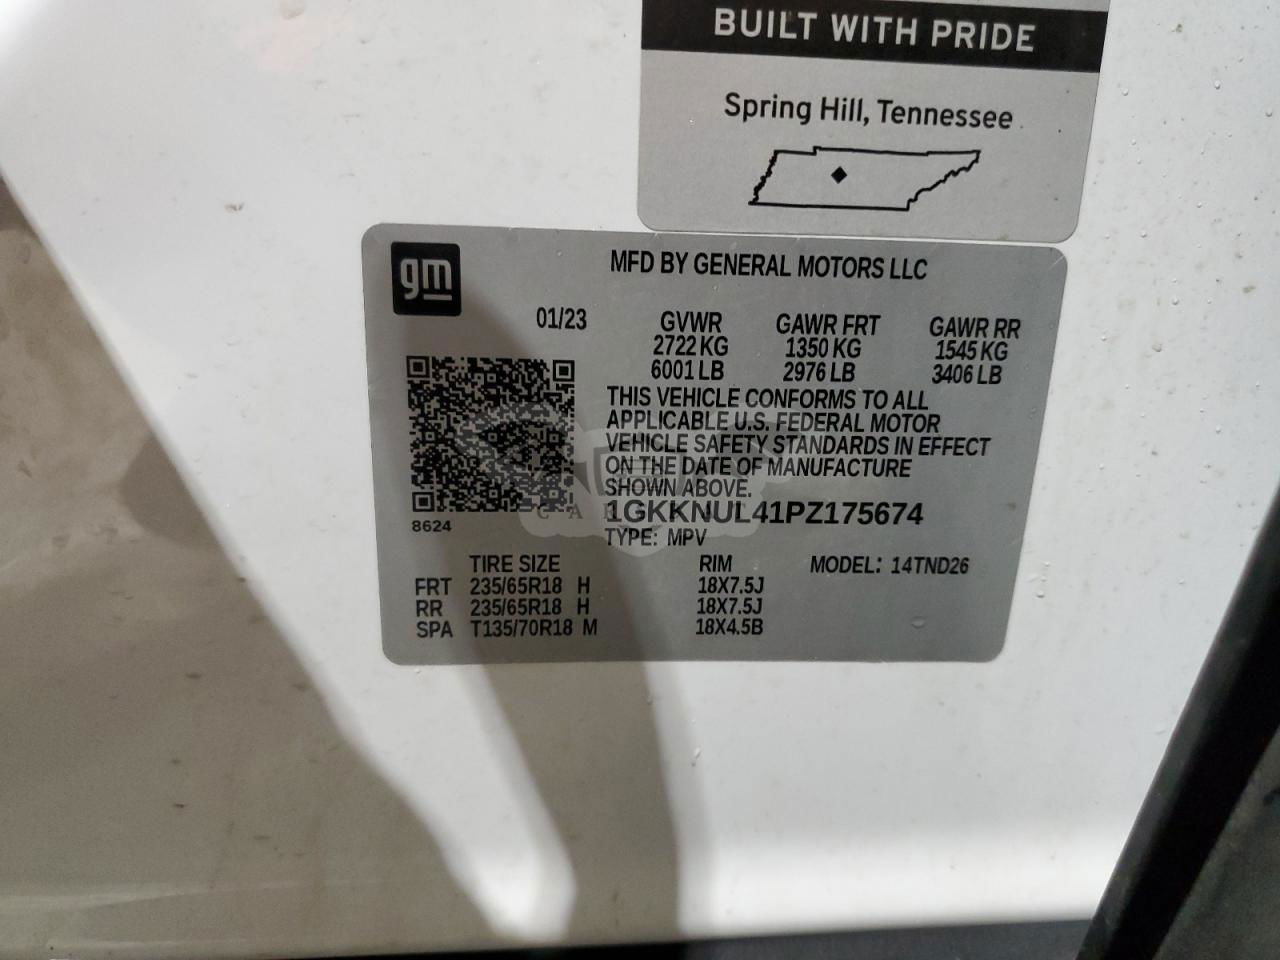 BUILT WITH PRIDE
Spring Hill, Tennessee
gm
MFD BY GENERAL MOTORS LLC
01/23 GVWR GAWR FRT GAWR RR
2722 KG 1350 KG 1545 KG
6001 LB 2976 LB 3406 LB
THIS VEHICLE CONFORMS TO ALL
APPLICABLE U.S. FEDERAL MOTOR
VEHICLE SAFETY STANDARDS IN EFFECT
ON THE DATE OF MANUFACTURE
SHOWN ABOVE.
1GKKNUL41PZ175674
8624
TYPE: MPV
TIRE SIZE RIM MODEL: 14TND26
FRT 235/65R18 H 18X7.5J
RR 235/65R18 H 18X7.5J
SPA T135/70R18 M 18X4.5B